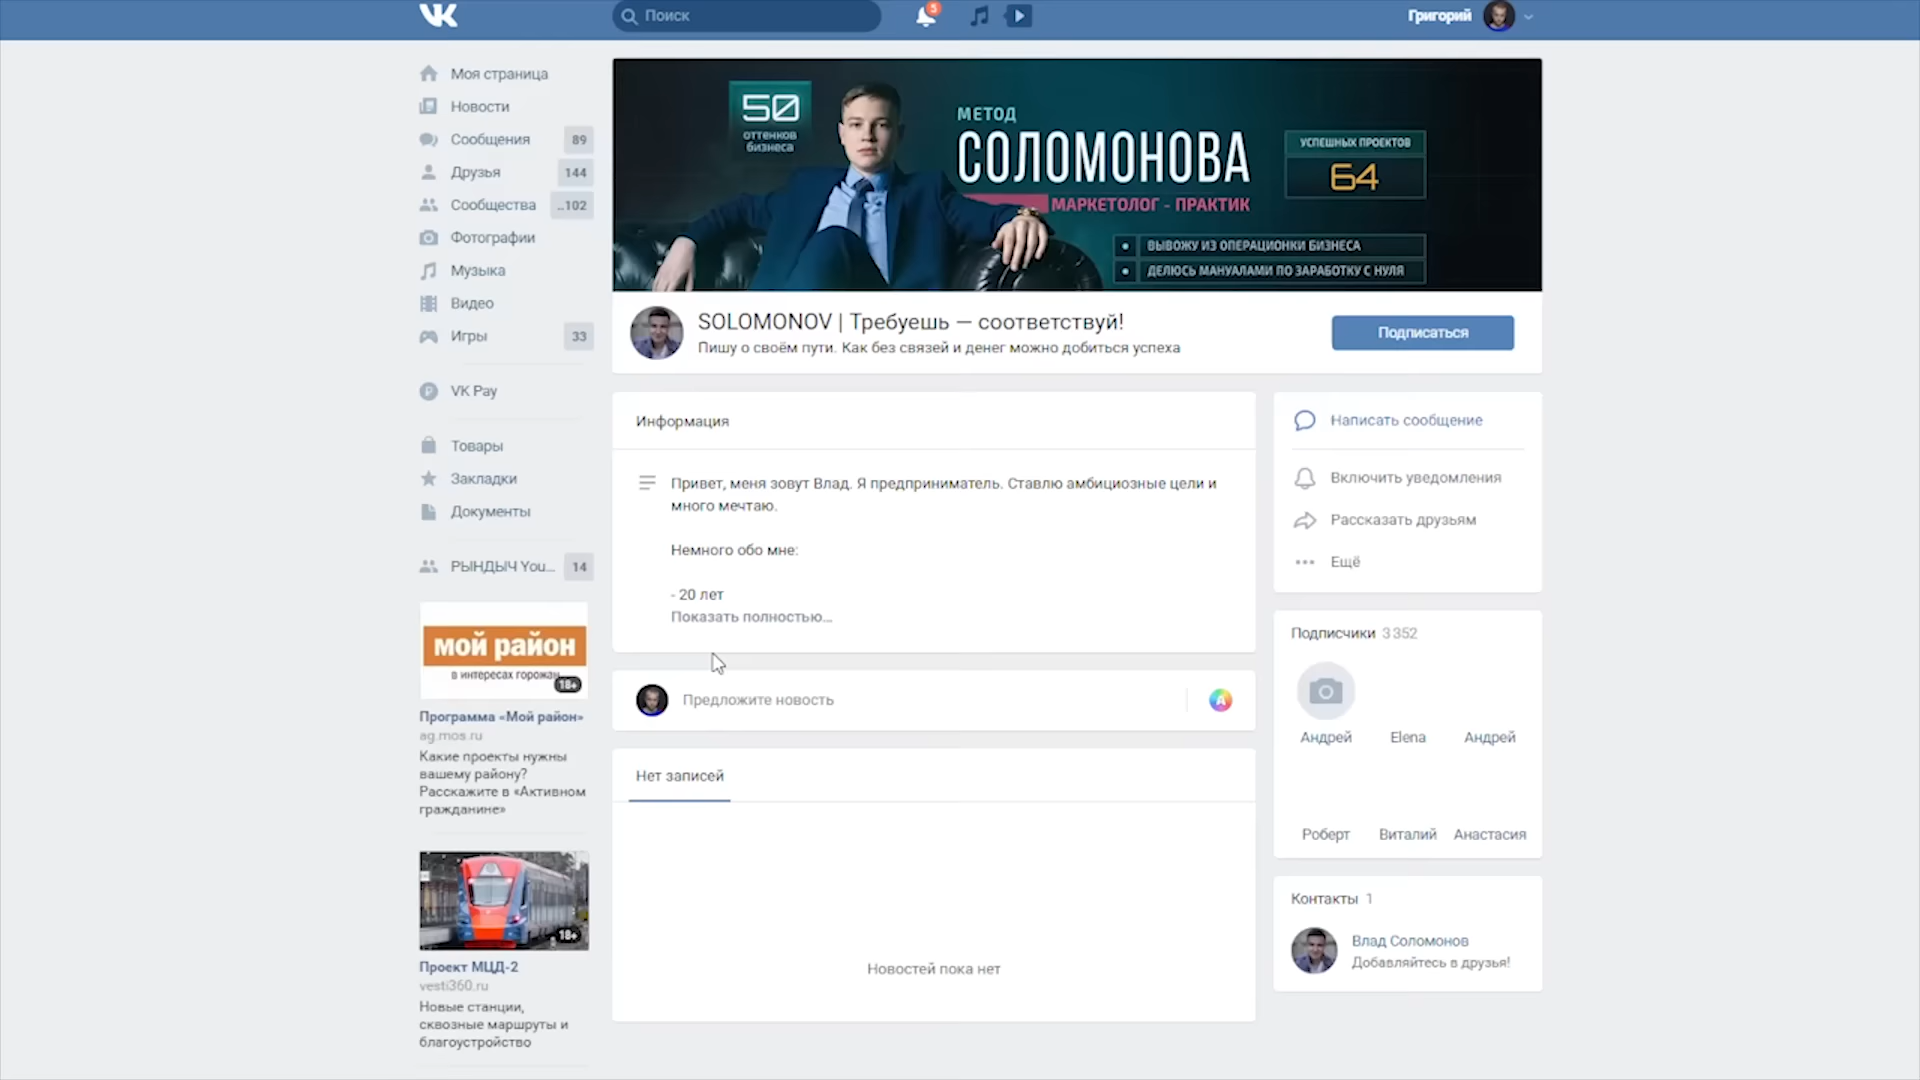 Поиск
5
Григорий
Моя страница
Новости
Сообщения 89
Друзья 144
Сообщества ..102
Фотографии
Музыка
Видео
Игры 33
VK Pay
Товары
Закладки
Документы
РЫНДЫЧ You... 14
мой район
в интересах горожан
18+
Программа «Мой район»
ag.mos.ru
Какие проекты нужны
вашему району?
Расскажите в «Активном
гражданине»
18+
Проект МЦД-2
vesti360.ru
Новые станции,
сквозные маршруты и
благоустройство
50
оттенков
бизнеса
МЕТОД
СОЛОМОНОВА
МАРКЕТОЛОГ - ПРАКТИК
УСПЕШНЫХ ПРОЕКТОВ
64
ВЫВОЖУ ИЗ ОПЕРАЦИОНКИ БИЗНЕСА
ДЕЛЮСЬ МАНУАЛАМИ ПО ЗАРАБОТКУ С НУЛЯ
SOLOMONOV | Требуешь — соответствуй!
Пишу о своём пути. Как без связей и денег можно добиться успеха
Подписаться
Информация
Привет, меня зовут Влад. Я предприниматель. Ставлю амбициозные цели и
много мечтаю.
Немного обо мне:
- 20 лет
Показать полностью...
Предложите новость
A
Нет записей
Новостей пока нет
Написать сообщение
Включить уведомления
Рассказать друзьям
Ещё
Подписчики 3 352
Андрей Elena Андрей
Роберт Виталий Анастасия
Контакты 1
Влад Соломонов
Добавляйтесь в друзья!